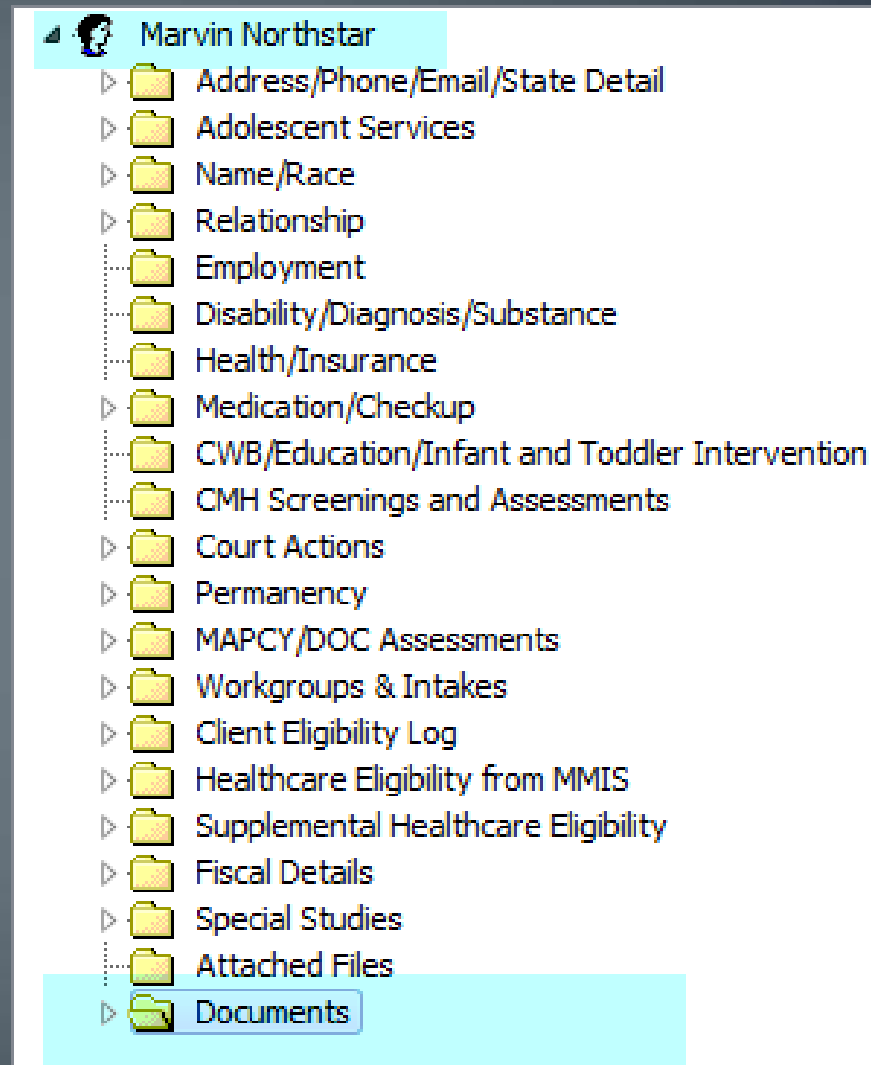 Marvin Northstar
Address/Phone/Email/State Detail
Adolescent Services
Name/Race
Relationship
Employment
Disability/Diagnosis/Substance
Health/Insurance
Medication/Checkup
CWB/Education/Infant and Toddler Intervention
CMH Screenings and Assessments
Court Actions
Permanency
MAPCY/DOC Assessments
Workgroups & Intakes
Client Eligibility Log
Healthcare Eligibility from MMIS
Supplemental Healthcare Eligibility
Fiscal Details
Special Studies
Attached Files
Documents